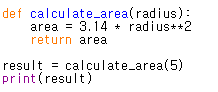 def calculate_area(radius):
    area = 3.14 * radius**2
    return area

result = calculate_area(5)
print(result)